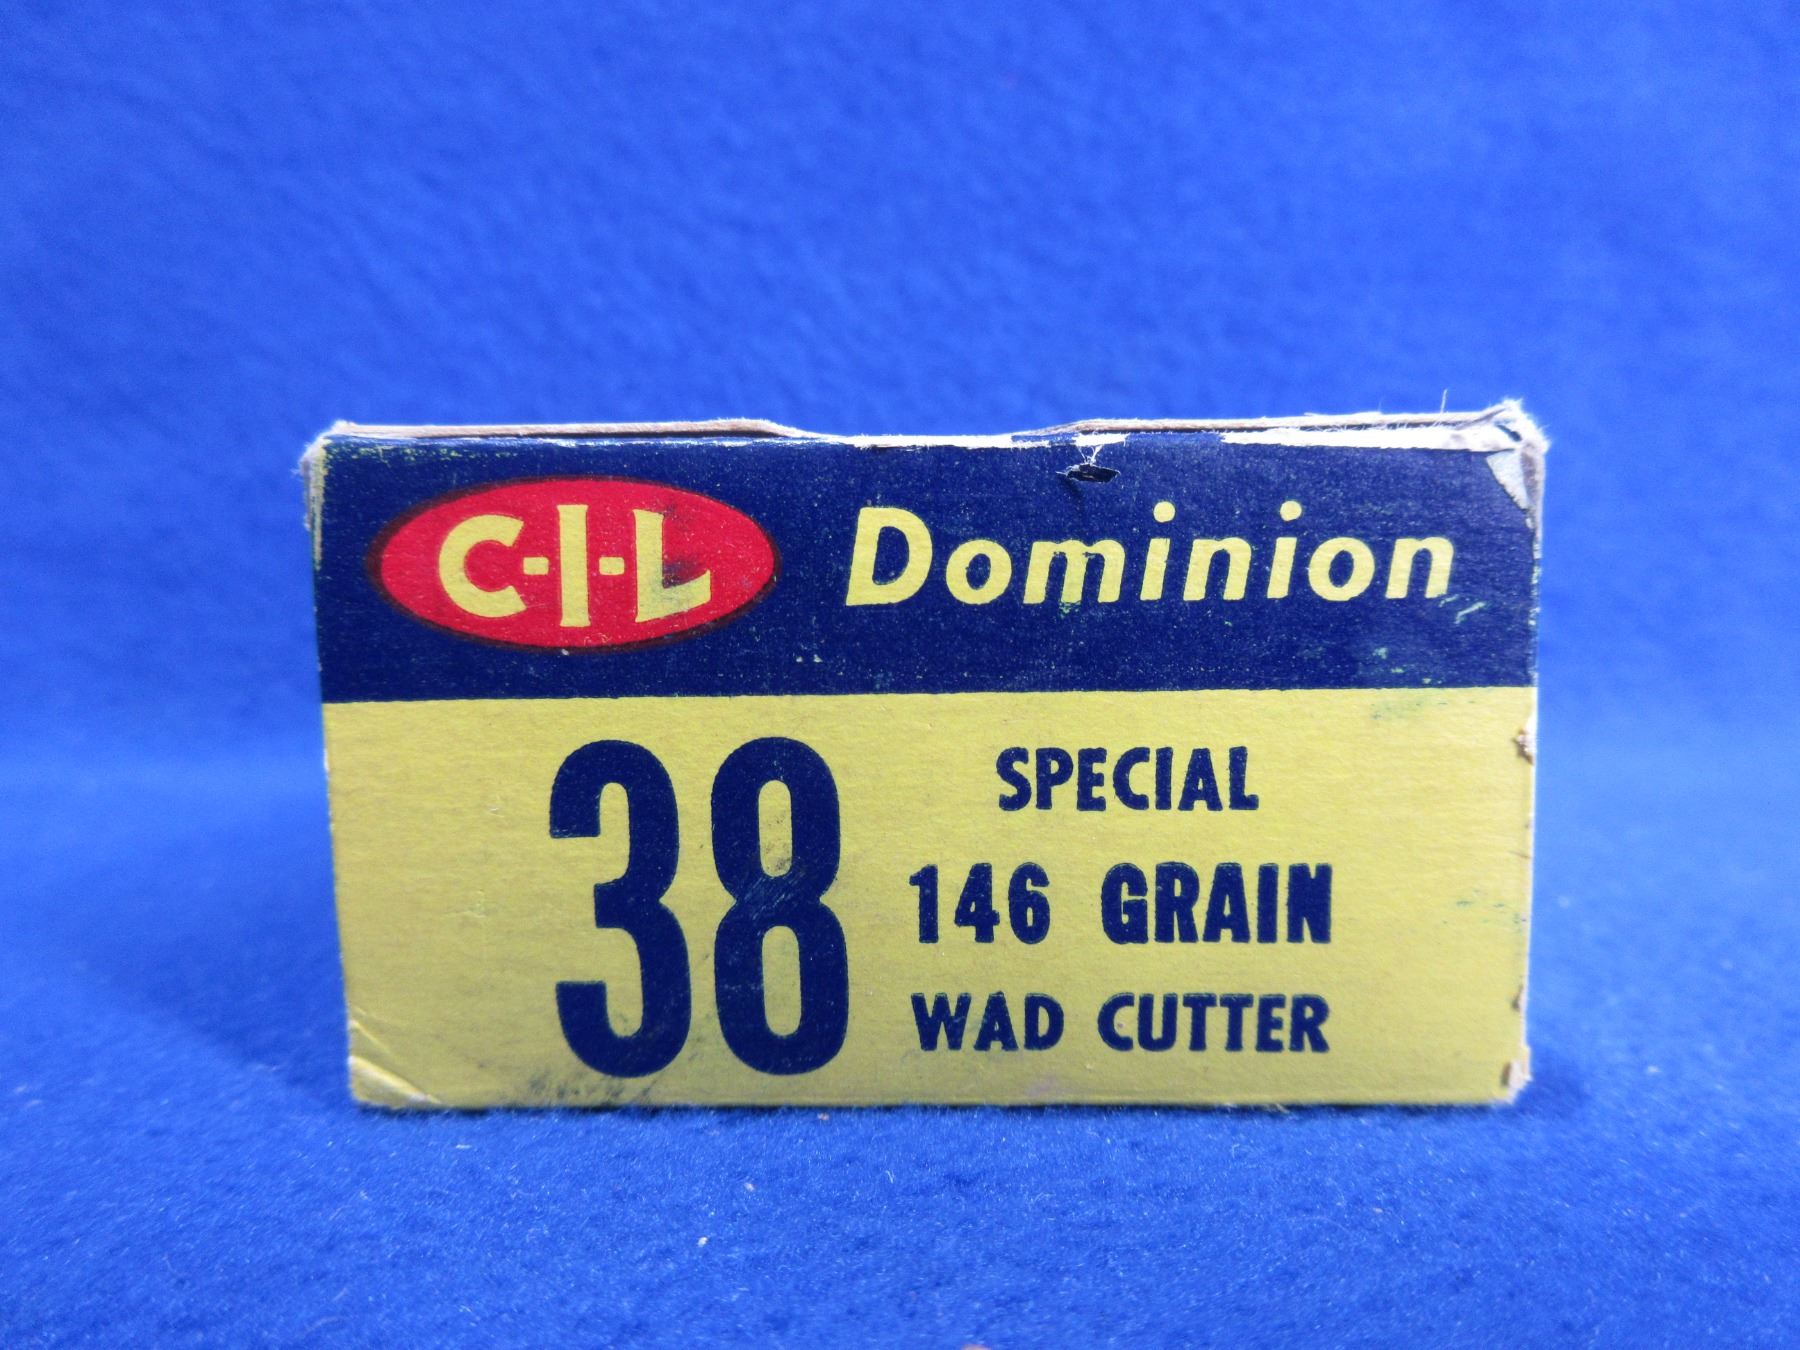 C-I-L Dominion
38 SPECIAL
146 GRAIN
WAD CUTTER